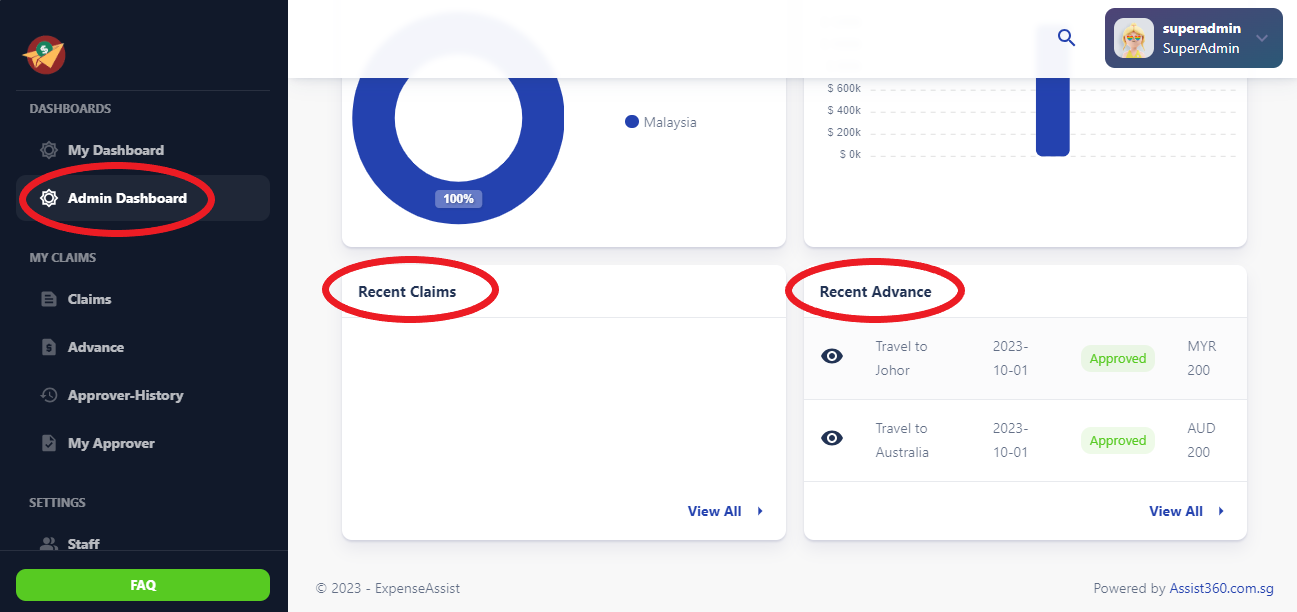 superadmin
SuperAdmin
DASHBOARDS
My Dashboard
Admin Dashboard
MY CLAIMS
Claims
Advance
Approver-History
My Approver
SETTINGS
Staff
FAQ
100%
Malaysia
$ 600k
$ 400k
$ 200k
$ 0k
Recent Claims
View All
Recent Advance
Travel to
Johor
2023-
10-01
Approved
MYR
200
Travel to
Australia
2023-
10-01
Approved
AUD
200
View All
© 2023 - ExpenseAssist
Powered by Assist360.com.sg